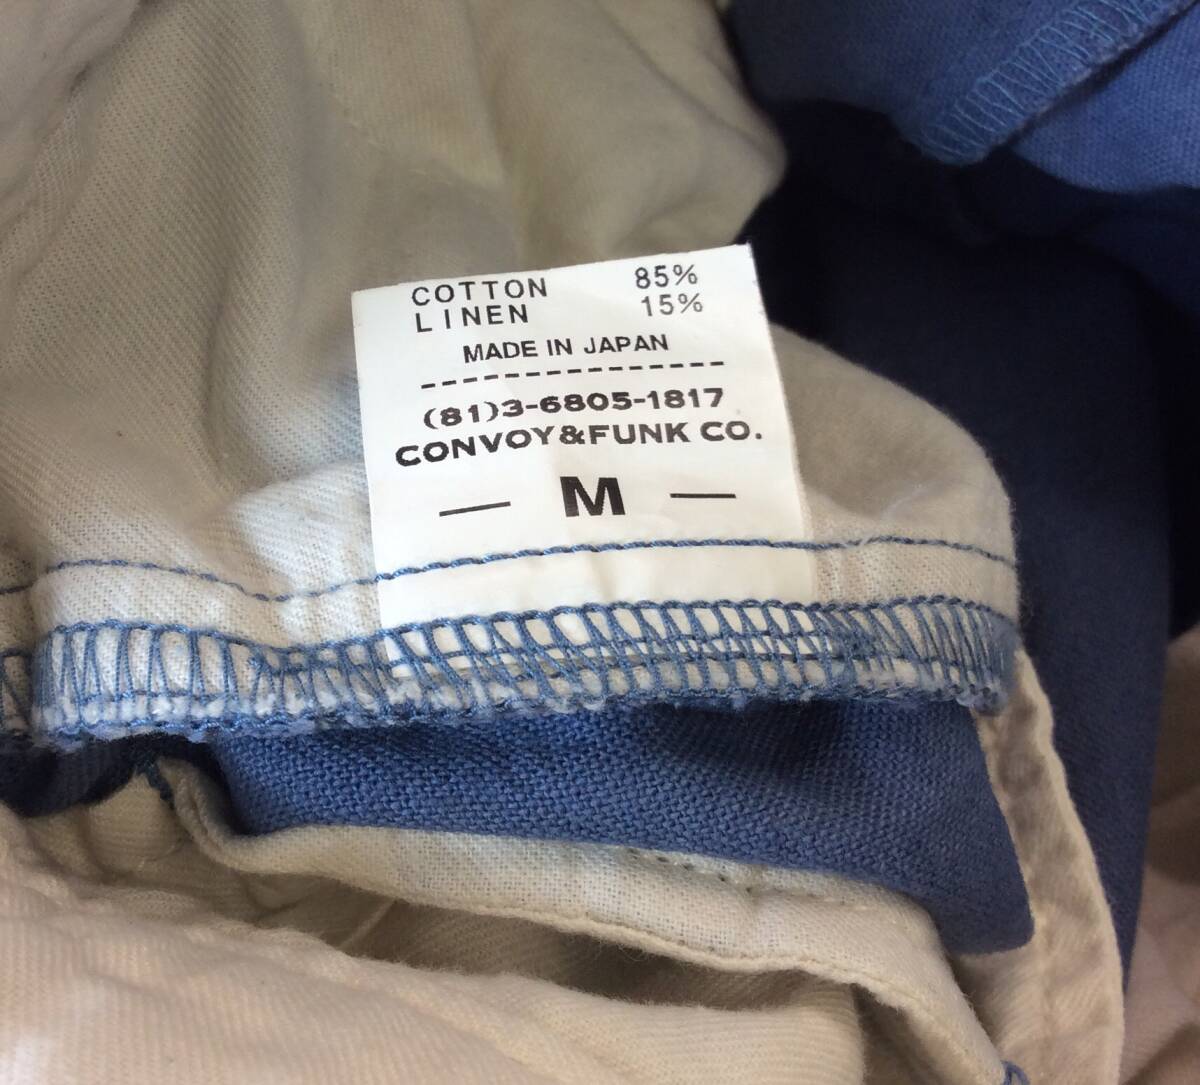 COTTON 85%
LINEN 15%
MADE IN JAPAN
(81)3-6805-1817
CONVOY&FUNK CO.
— M —